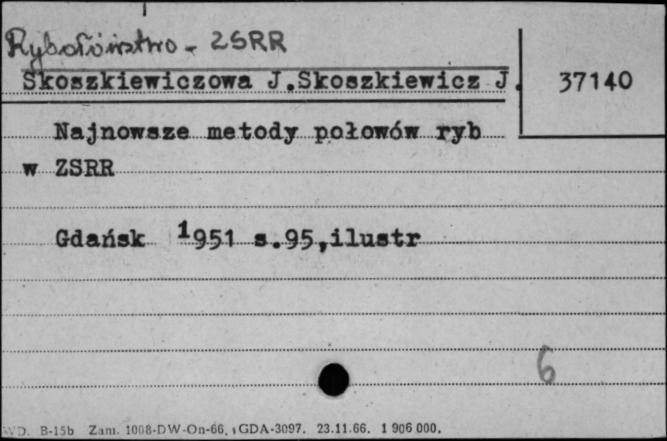 Rybołówstwo - ZSRR
Skoszkiewiczowa J.Skoszkiewicz J.
37140
Najnowsze metody połowów ryb
w ZSRR
Gdańsk 1951 s.95,ilustr
6
WD. B-15b Zam. 1008-DW-On-66. GDA-3097. 23.11.66. 1 906 000.